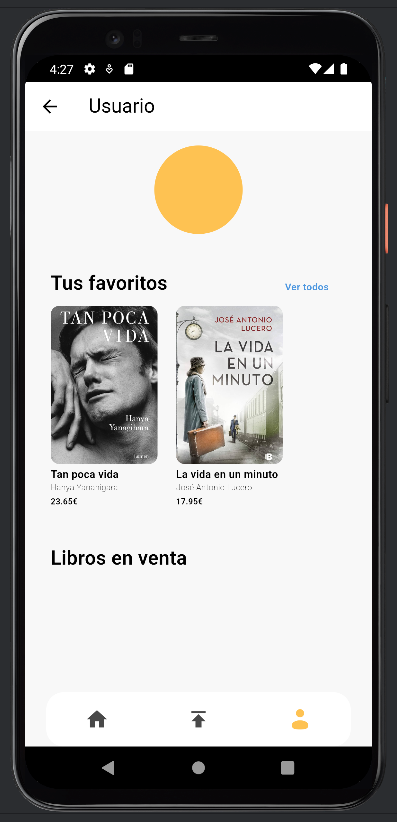 4:27
Usuario
Tus favoritos
Ver todos
TAN POCA
VIDA
Hanya
Yanagihara
JOSÉ ANTONIO
LUCERO
LA VIDA
EN UN
MINUTO
B
Tan poca vida
La vida en un minuto
Hanya Yananigara
José Antonio Lucero
23.65€
17.95€
Libros en venta